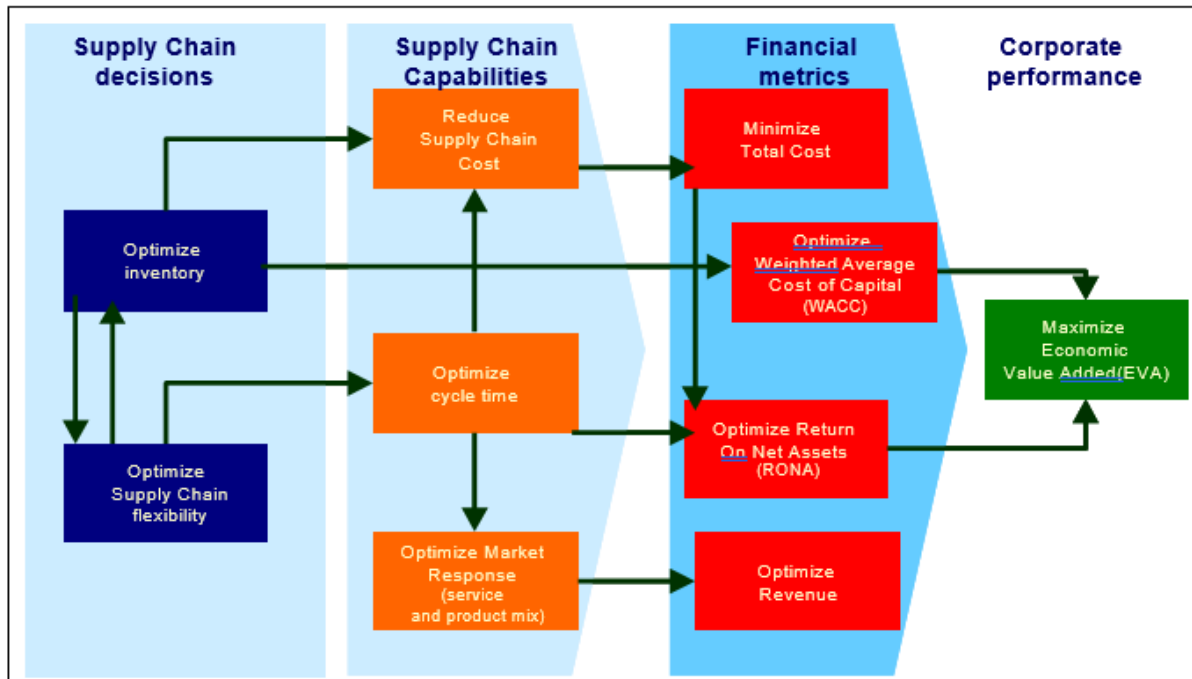 Supply Chain
decisions
Supply Chain
Capabilities
Financial
metrics
Corporate
performance
Reduce
Supply Chain
Cost
Minimize
Total Cost
Optimize
inventory
Optimize
Weighted Average
Cost of Capital
(WACC)
Maximize
Economic
Value Added(EVA)
Optimize
cycle time
Optimize Return
On Net Assets
(RONA)
Optimize
Supply Chain
flexibility
Optimize Market
Response
(service
and product mix)
Optimize
Revenue